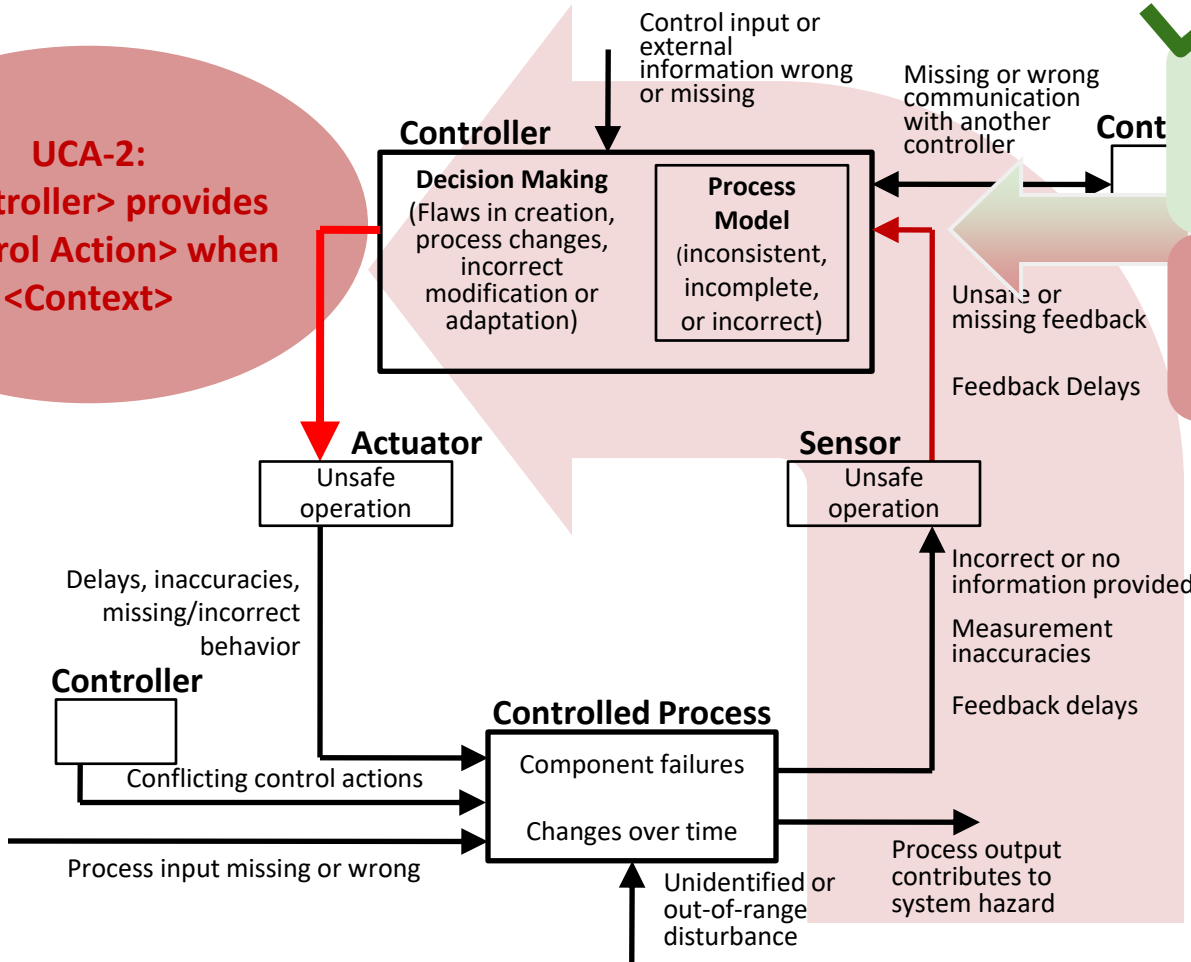 Control input or
external
information wrong
or missing
Missing or wrong
communication
with another
controller
Cont
UCA-2:
troller> provides
rol Action> when
<Context>
Controller
Decision Making
(Flaws in creation,
process changes,
incorrect
modification or
adaptation)
Process
Model
(inconsistent,
incomplete,
or incorrect)
Unsafe or
missing feedback
Feedback Delays
Actuator
Unsafe
operation
Sensor
Unsafe
operation
Delays, inaccuracies,
missing/incorrect
behavior
Incorrect or no
information provided
Measurement
inaccuracies
Feedback delays
Controller
Controlled Process
Component failures
Changes over time
Conflicting control actions
Process input missing or wrong
Process output
contributes to
system hazard
Unidentified or
out-of-range
disturbance